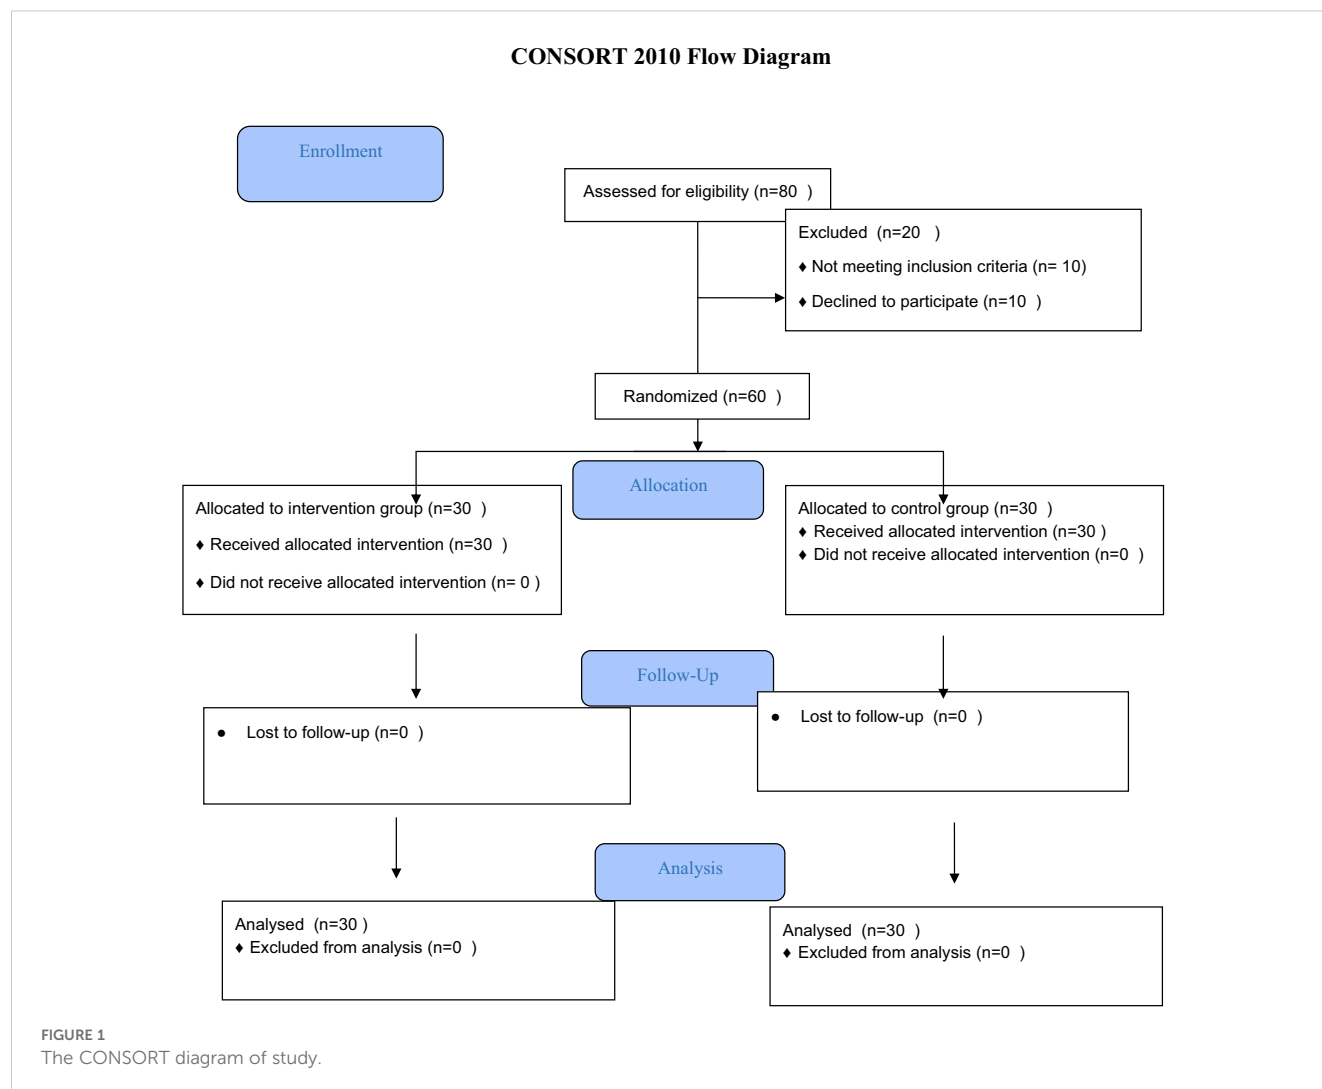 CONSORT 2010 Flow Diagram
Enrollment
Assessed for eligibility (n=80  )
Excluded  (n=20   )
♦ Not meeting inclusion criteria (n= 10)
♦ Declined to participate (n=10  )
Randomized (n=60  )
Allocation
Allocated to intervention group (n=30  )
♦ Received allocated intervention (n=30  )
♦ Did not receive allocated intervention (n= 0 )
Allocated to control group (n=30  )
♦ Received allocated intervention (n=30 )
♦ Did not receive allocated intervention (n=0  )
Follow-Up
● Lost to follow-up (n=0  )
● Lost to follow-up  (n=0  )
Analysis
Analysed  (n=30 )
♦ Excluded from analysis (n=0  )
Analysed  (n=30  )
♦ Excluded from analysis (n=0  )
FIGURE 1
The CONSORT diagram of study.